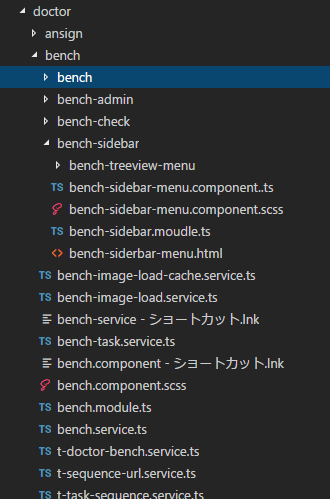 doctor
ansign
bench
bench
bench-admin
bench-check
bench-sidebar
bench-treeview-menu
TS bench-sidebar-menu.component..ts
bench-sidebar-menu.component.scss
TS bench-sidebar.moudle.ts
<> bench-siderbar-menu.html
TS bench-image-load-cache.service.ts
TS bench-image-load.service.ts
bench-service - ショートカット.lnk
TS bench-task.service.ts
bench.component - ショートカット.lnk
bench.component.scss
TS bench.module.ts
TS bench.service.ts
TS t-doctor-bench.service.ts
TS t-sequence-url.service.ts
TS t-task-sequence.service.ts